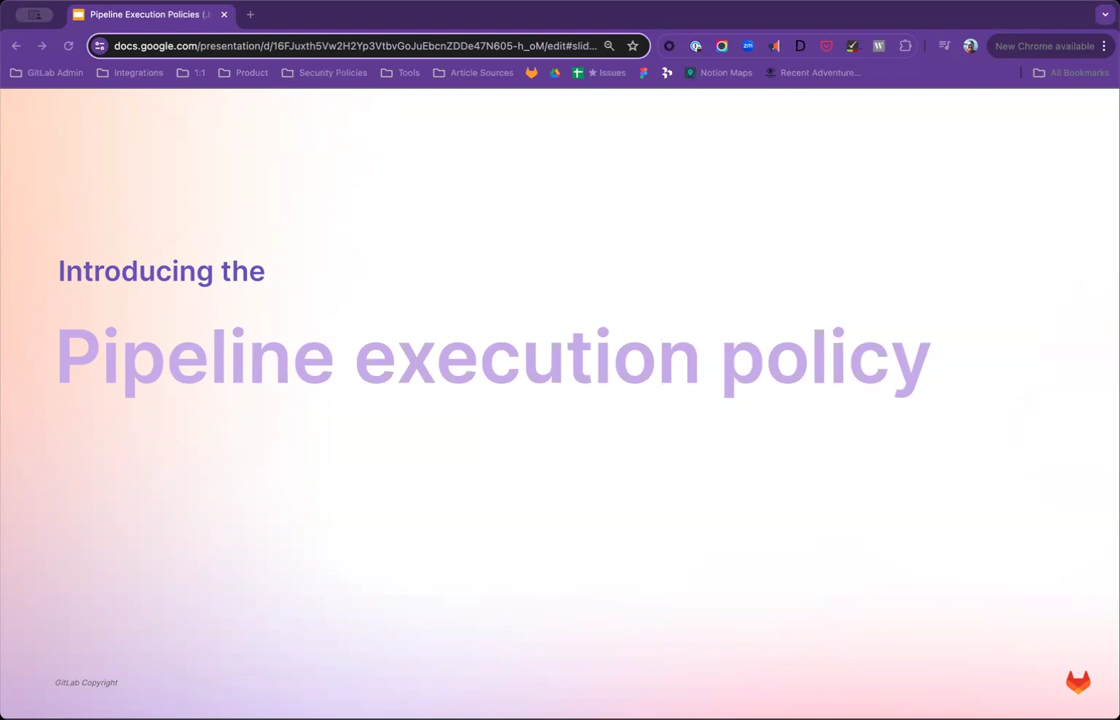 Pipeline Execution Policies (J
docs.google.com/presentation/d/16FJuxth5Vw2H2Yp3VtbvGoJuEbcnZDDe47N605-h_oM/edit#slid...
New Chrome available
GitLab Admin
Integrations
1:1
Product
Security Policies
Tools
Article Sources
★ Issues
Notion Maps
Recent Adventure...
All Bookmarks
Introducing the
Pipeline execution policy
GitLab Copyright